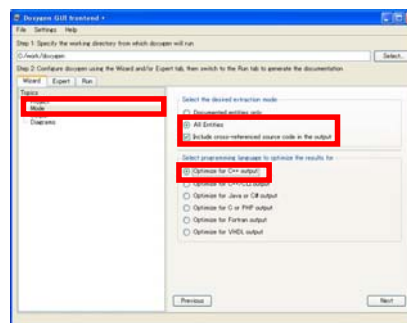 Doxygen GUI frontend +
File Settings Help
Step 1: Specify the working directory from which doxygen will run
G:/work/doxygen
Select...
Step 2: Configure doxygen using the Wizard and/or Expert tab, then switch to the Run tab to generate the documentation
Wizard Expert Run
Topics
Project
Mode
Diagrams
Select the desired extraction mode
Documented entities only
All Entities
Include cross-referenced source code in the output
Select programming language to optimize the results for
Optimize for C++ output
Optimize for C++/CLI output
Optimize for Java or C# output
Optimize for C or PHP output
Optimize for Fortran output
Optimize for VHDL output
Previous
Next